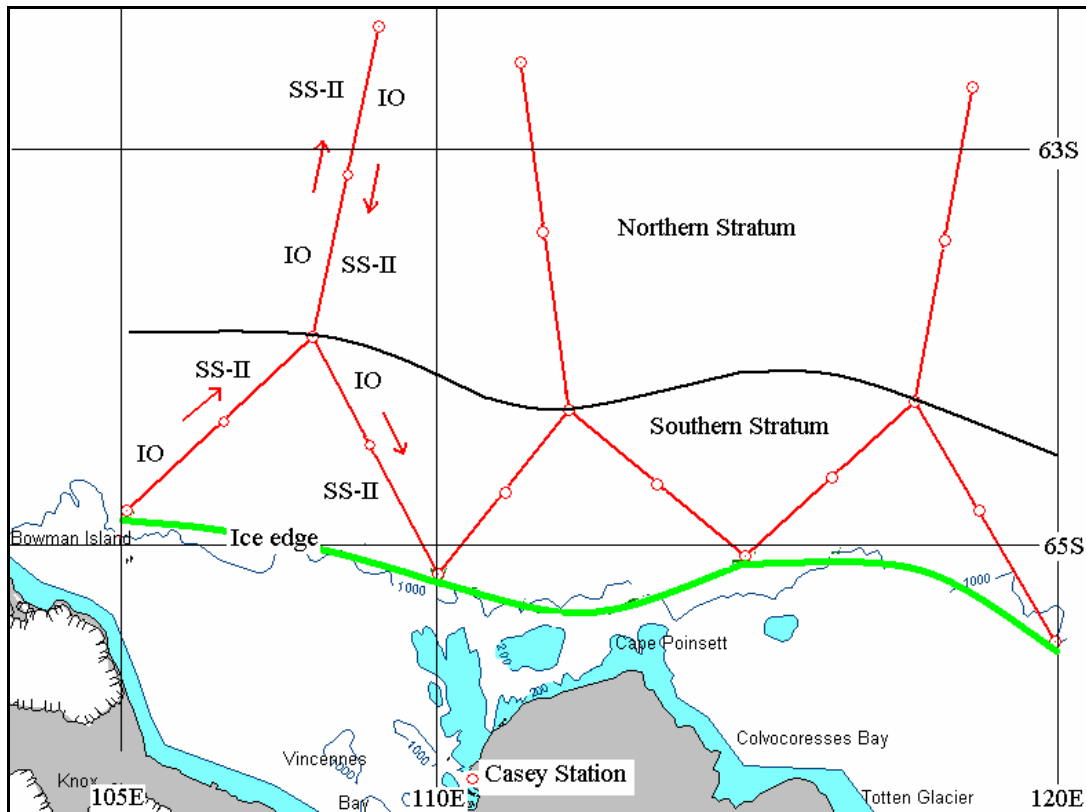 SS-II
IO
63S
Northern Stratum
IO
SS-II
SS-II
IO
Southern Stratum
IO
SS-II
Ice edge
Bowman Island
65S
1000
1000
200
Cape Poinsett
200
Colvocoresses Bay
Vincennes
1000
1000
Casey Station
Knox
105E
Bay
110E
Totten Glacier
120E